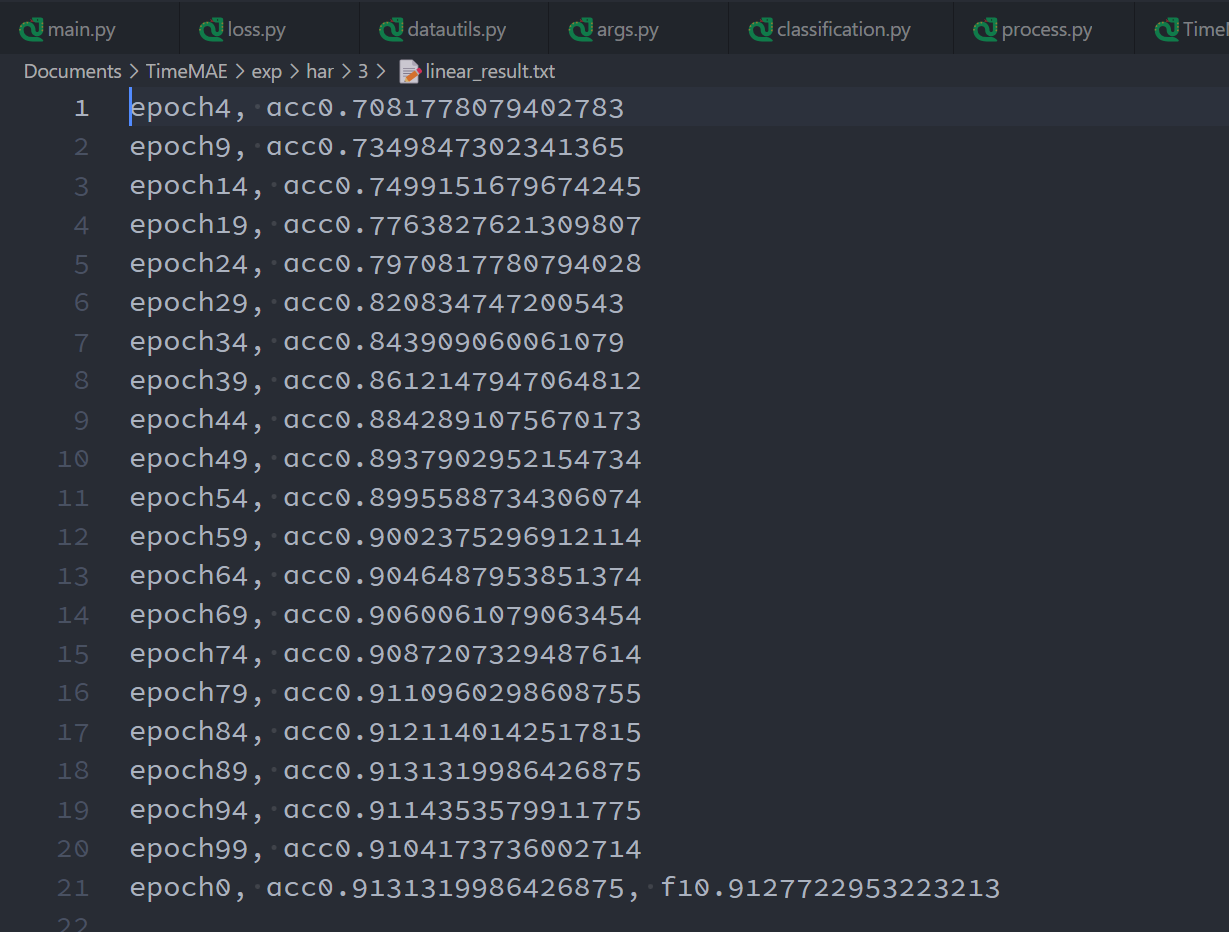 main.py loss.py datautils.py args.py classification.py process.py Time
Documents > TimeMAE > exp > har > 3 > linear_result.txt
1 epoch4, acc0.7081778079402783
2 epoch9, acc0.7349847302341365
3 epoch14, acc0.7499151679674245
4 epoch19, acc0.7763827621309807
5 epoch24, acc0.7970817780794028
6 epoch29, acc0.820834747200543
7 epoch34, acc0.843909060061079
8 epoch39, acc0.8612147947064812
9 epoch44, acc0.8842891075670173
10 epoch49, acc0.8937902952154734
11 epoch54, acc0.8995588734306074
12 epoch59, acc0.9002375296912114
13 epoch64, acc0.9046487953851374
14 epoch69, acc0.9060061079063454
15 epoch74, acc0.9087207329487614
16 epoch79, acc0.9110960298608755
17 epoch84, acc0.9121140142517815
18 epoch89, acc0.9131319986426875
19 epoch94, acc0.9114353579911775
20 epoch99, acc0.9104173736002714
21 epoch0, acc0.9131319986426875, f10.9127722953223213
22